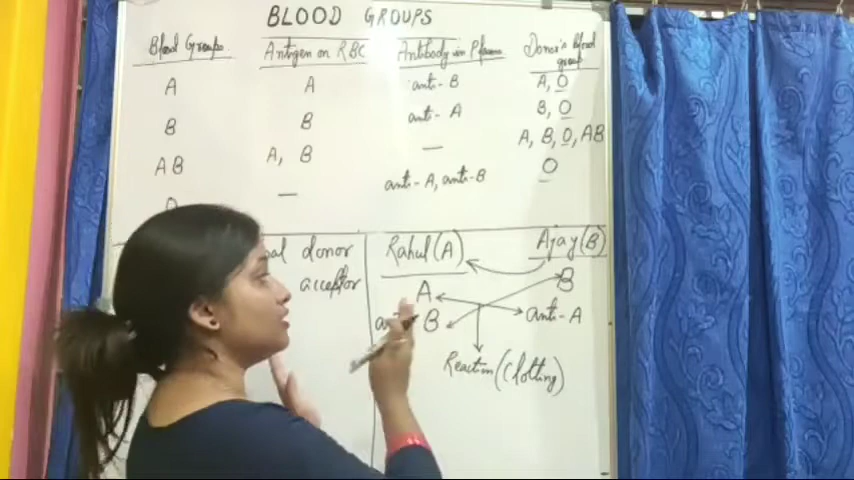 BLOOD GROUPS
Blood Groups Antigen on RBC Antibody in Plasma Donor's blood group
A A anti-B A, O
B B anti-A B, O
AB A, B — A, B, O, AB
O — anti-A, anti-B O
donor
acceptor
Rahul (A) Ajay (B)
A B
B anti-A
Reaction (Clotting)